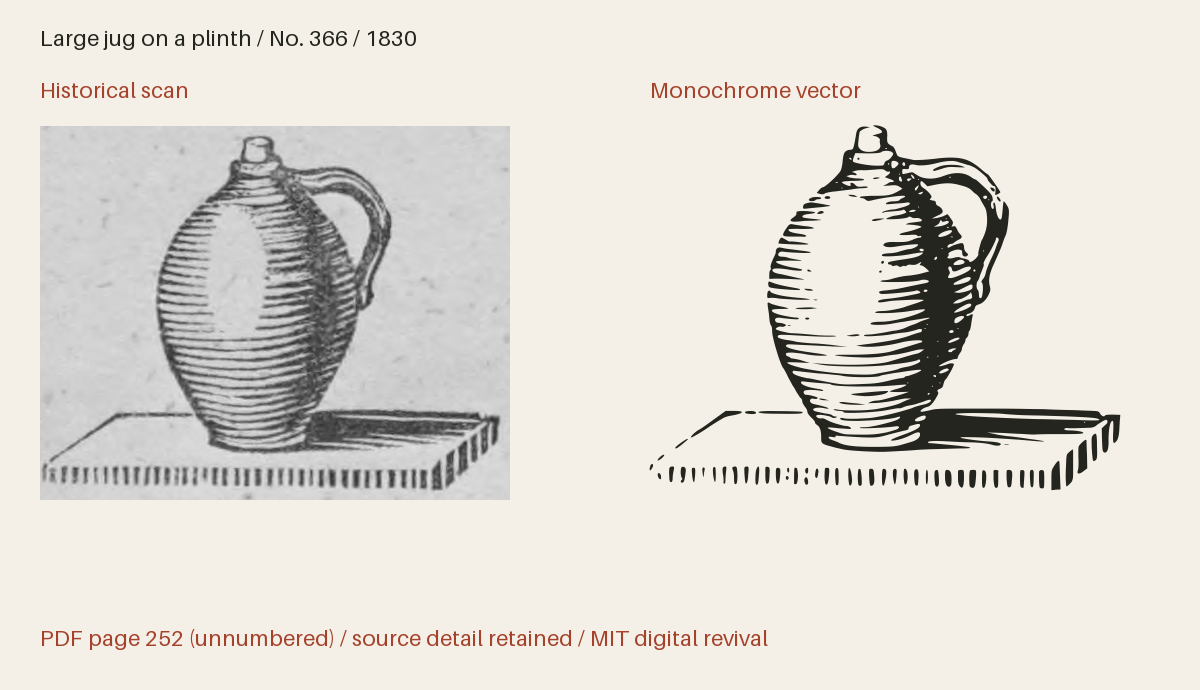 Large jug on a plinth / No. 366 / 1830
Historical scan
Monochrome vector
PDF page 252 (unnumbered) / source detail retained / MIT digital revival